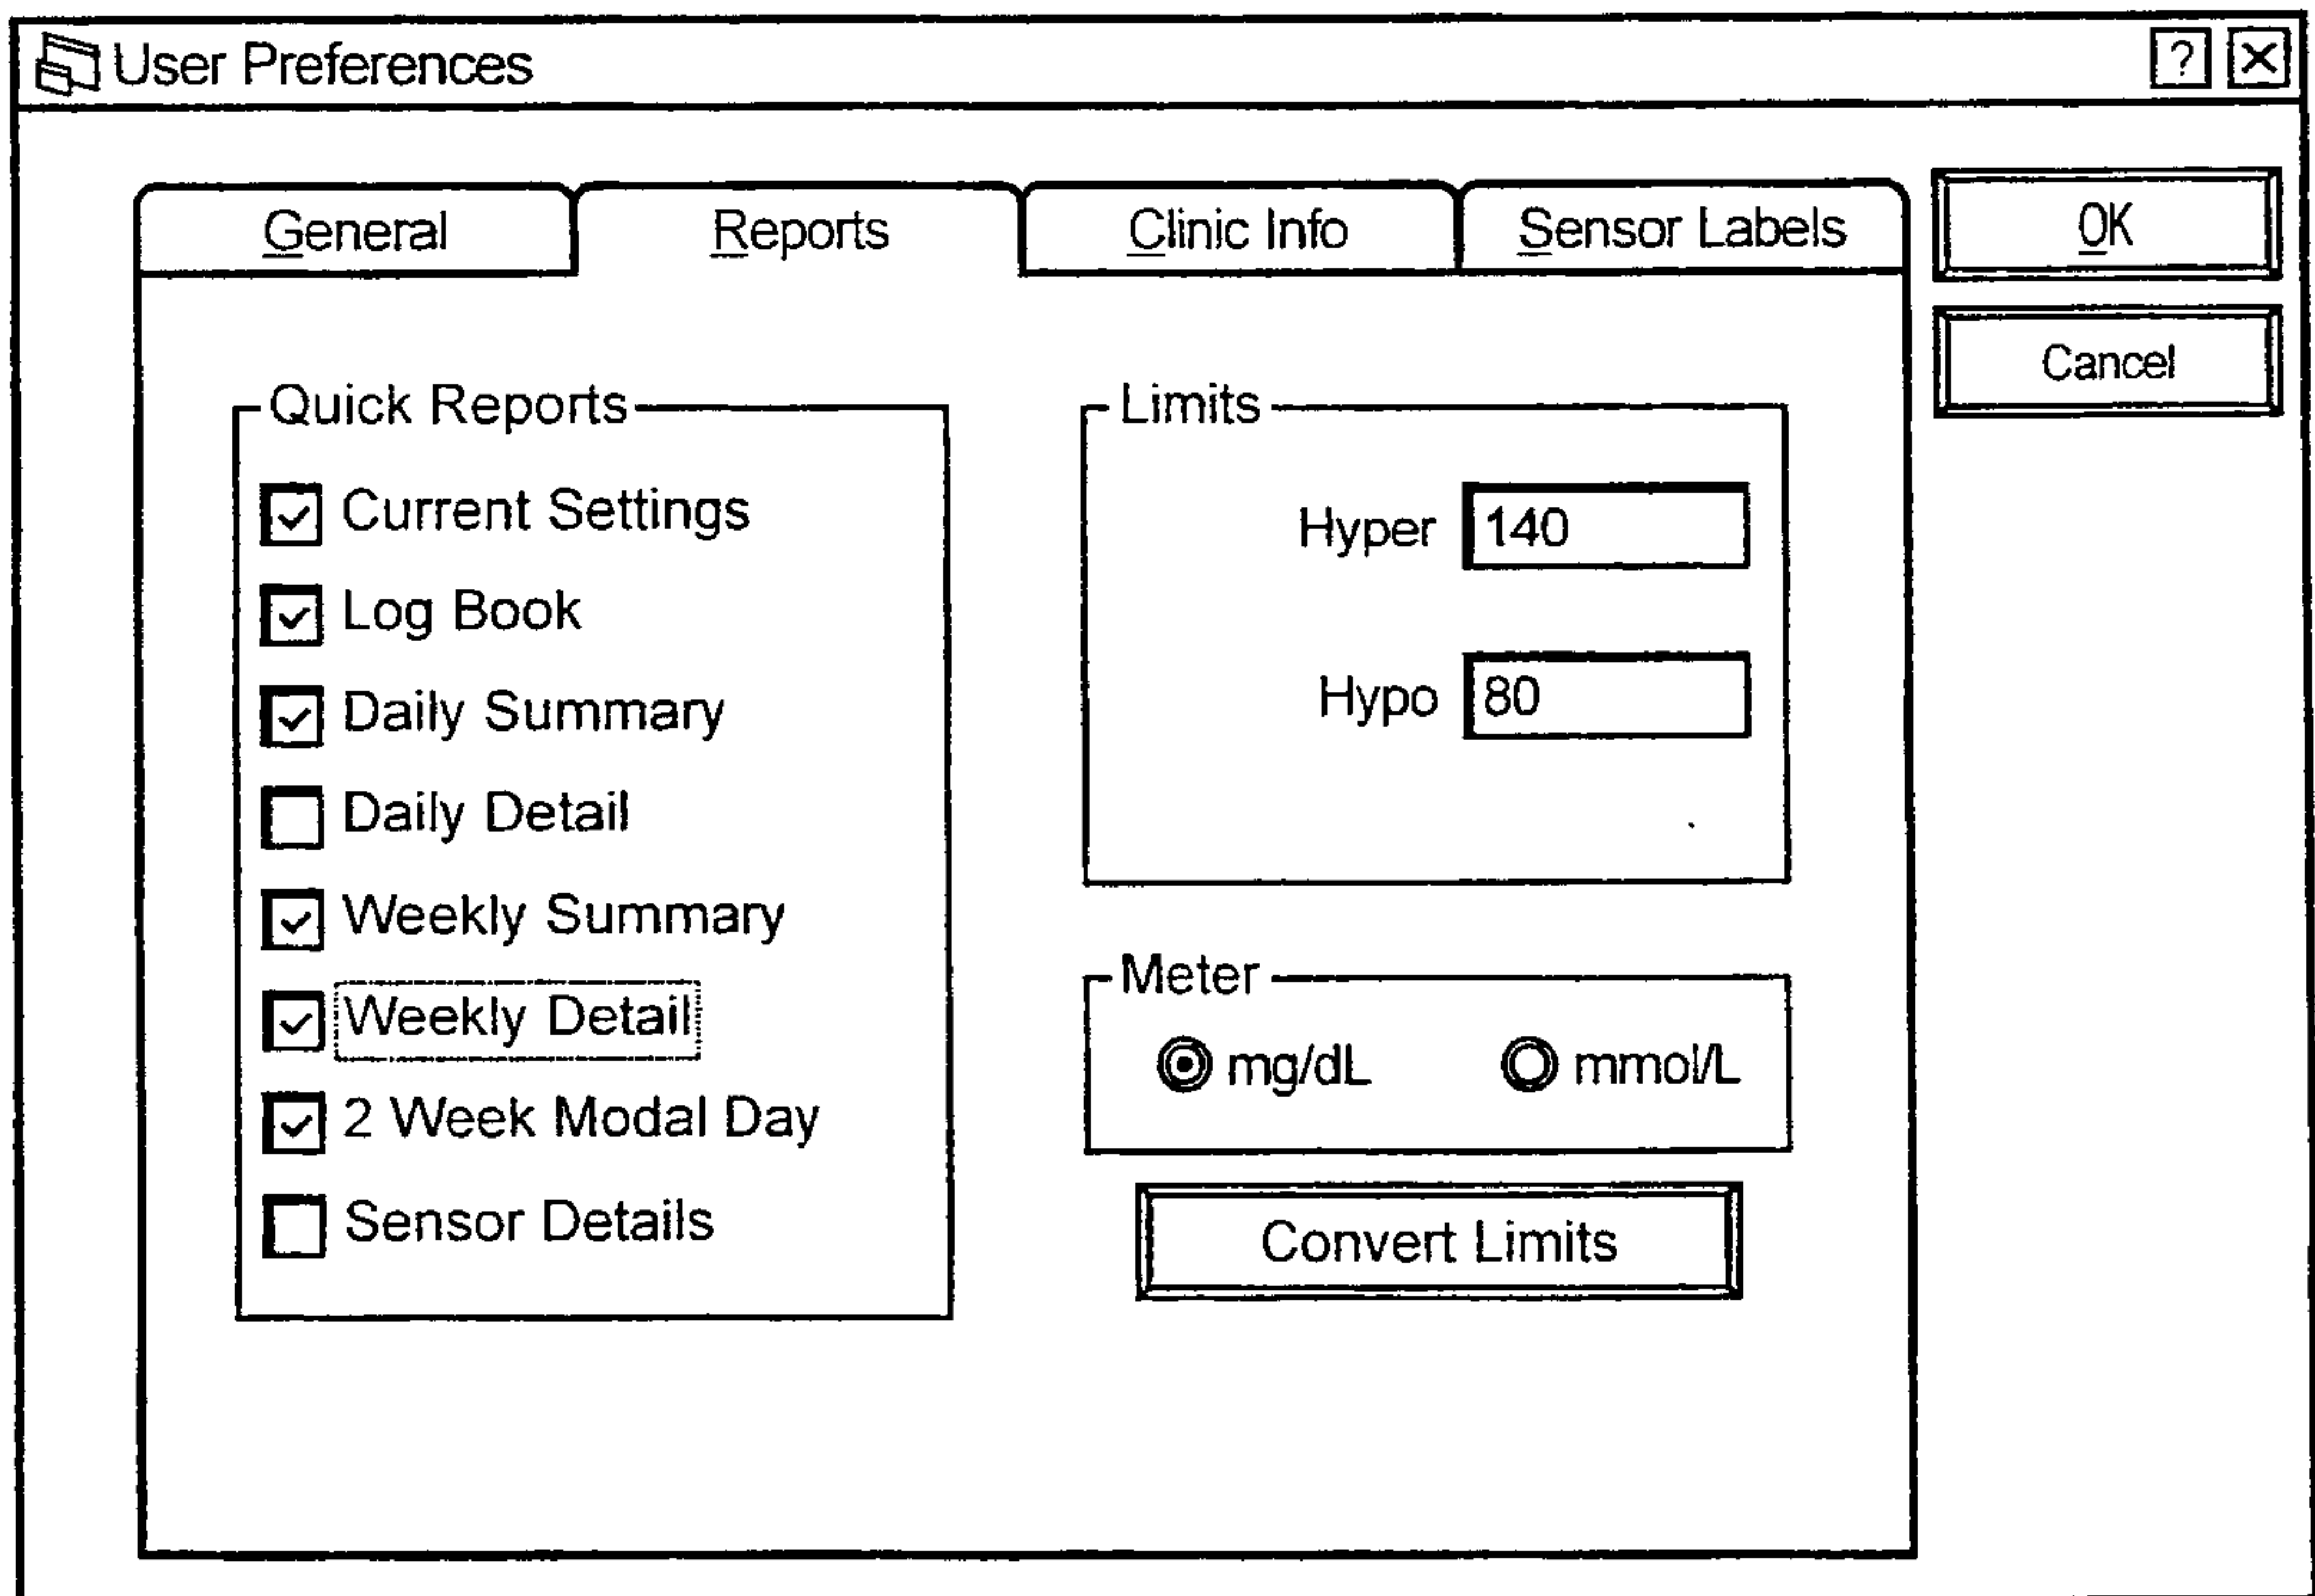 User Preferences
?
General
Reports
Clinic Info
Sensor Labels
OK
Cancel
Quick Reports
Current Settings
Log Book
Daily Summary
Daily Detail
Weekly Summary
Weekly Detail
2 Week Modal Day
Sensor Details
Limits
Hyper 140
Hypo 80
Meter
mg/dL mmol/L
Convert Limits